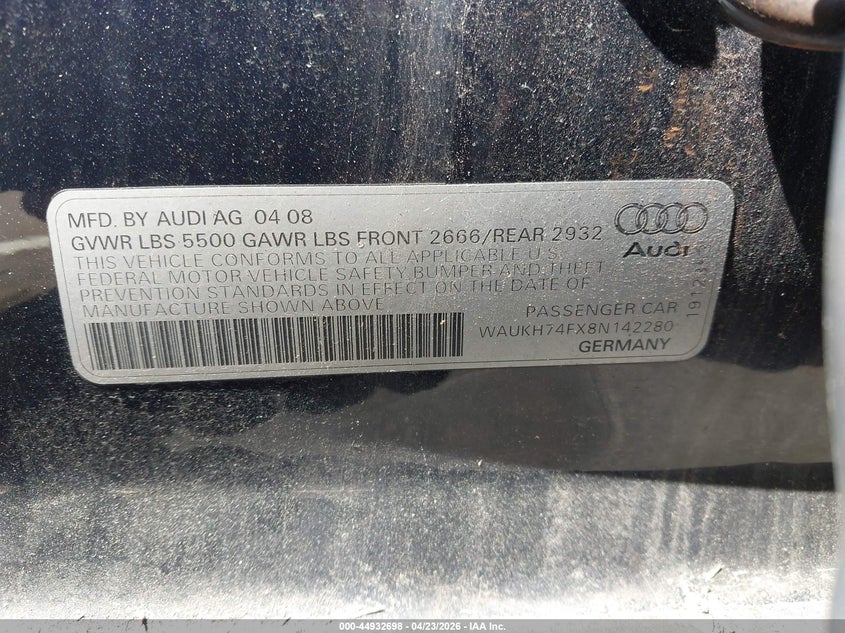 MFD. BY AUDI AG 04 08
GVWR LBS 5500 GAWR LBS FRONT 2666/REAR 2932
THIS VEHICLE CONFORMS TO ALL APPLICABLE U.S.
FEDERAL MOTOR VEHICLE SAFETY, BUMPER AND THEFT
PREVENTION STANDARDS IN EFFECT ON THE DATE OF
MANUFACTURE SHOWN ABOVE
Audi
PASSENGER CAR
WAUKH74FX8N142280
GERMANY
000-44932698 - 04/23/2026 - IAA Inc.